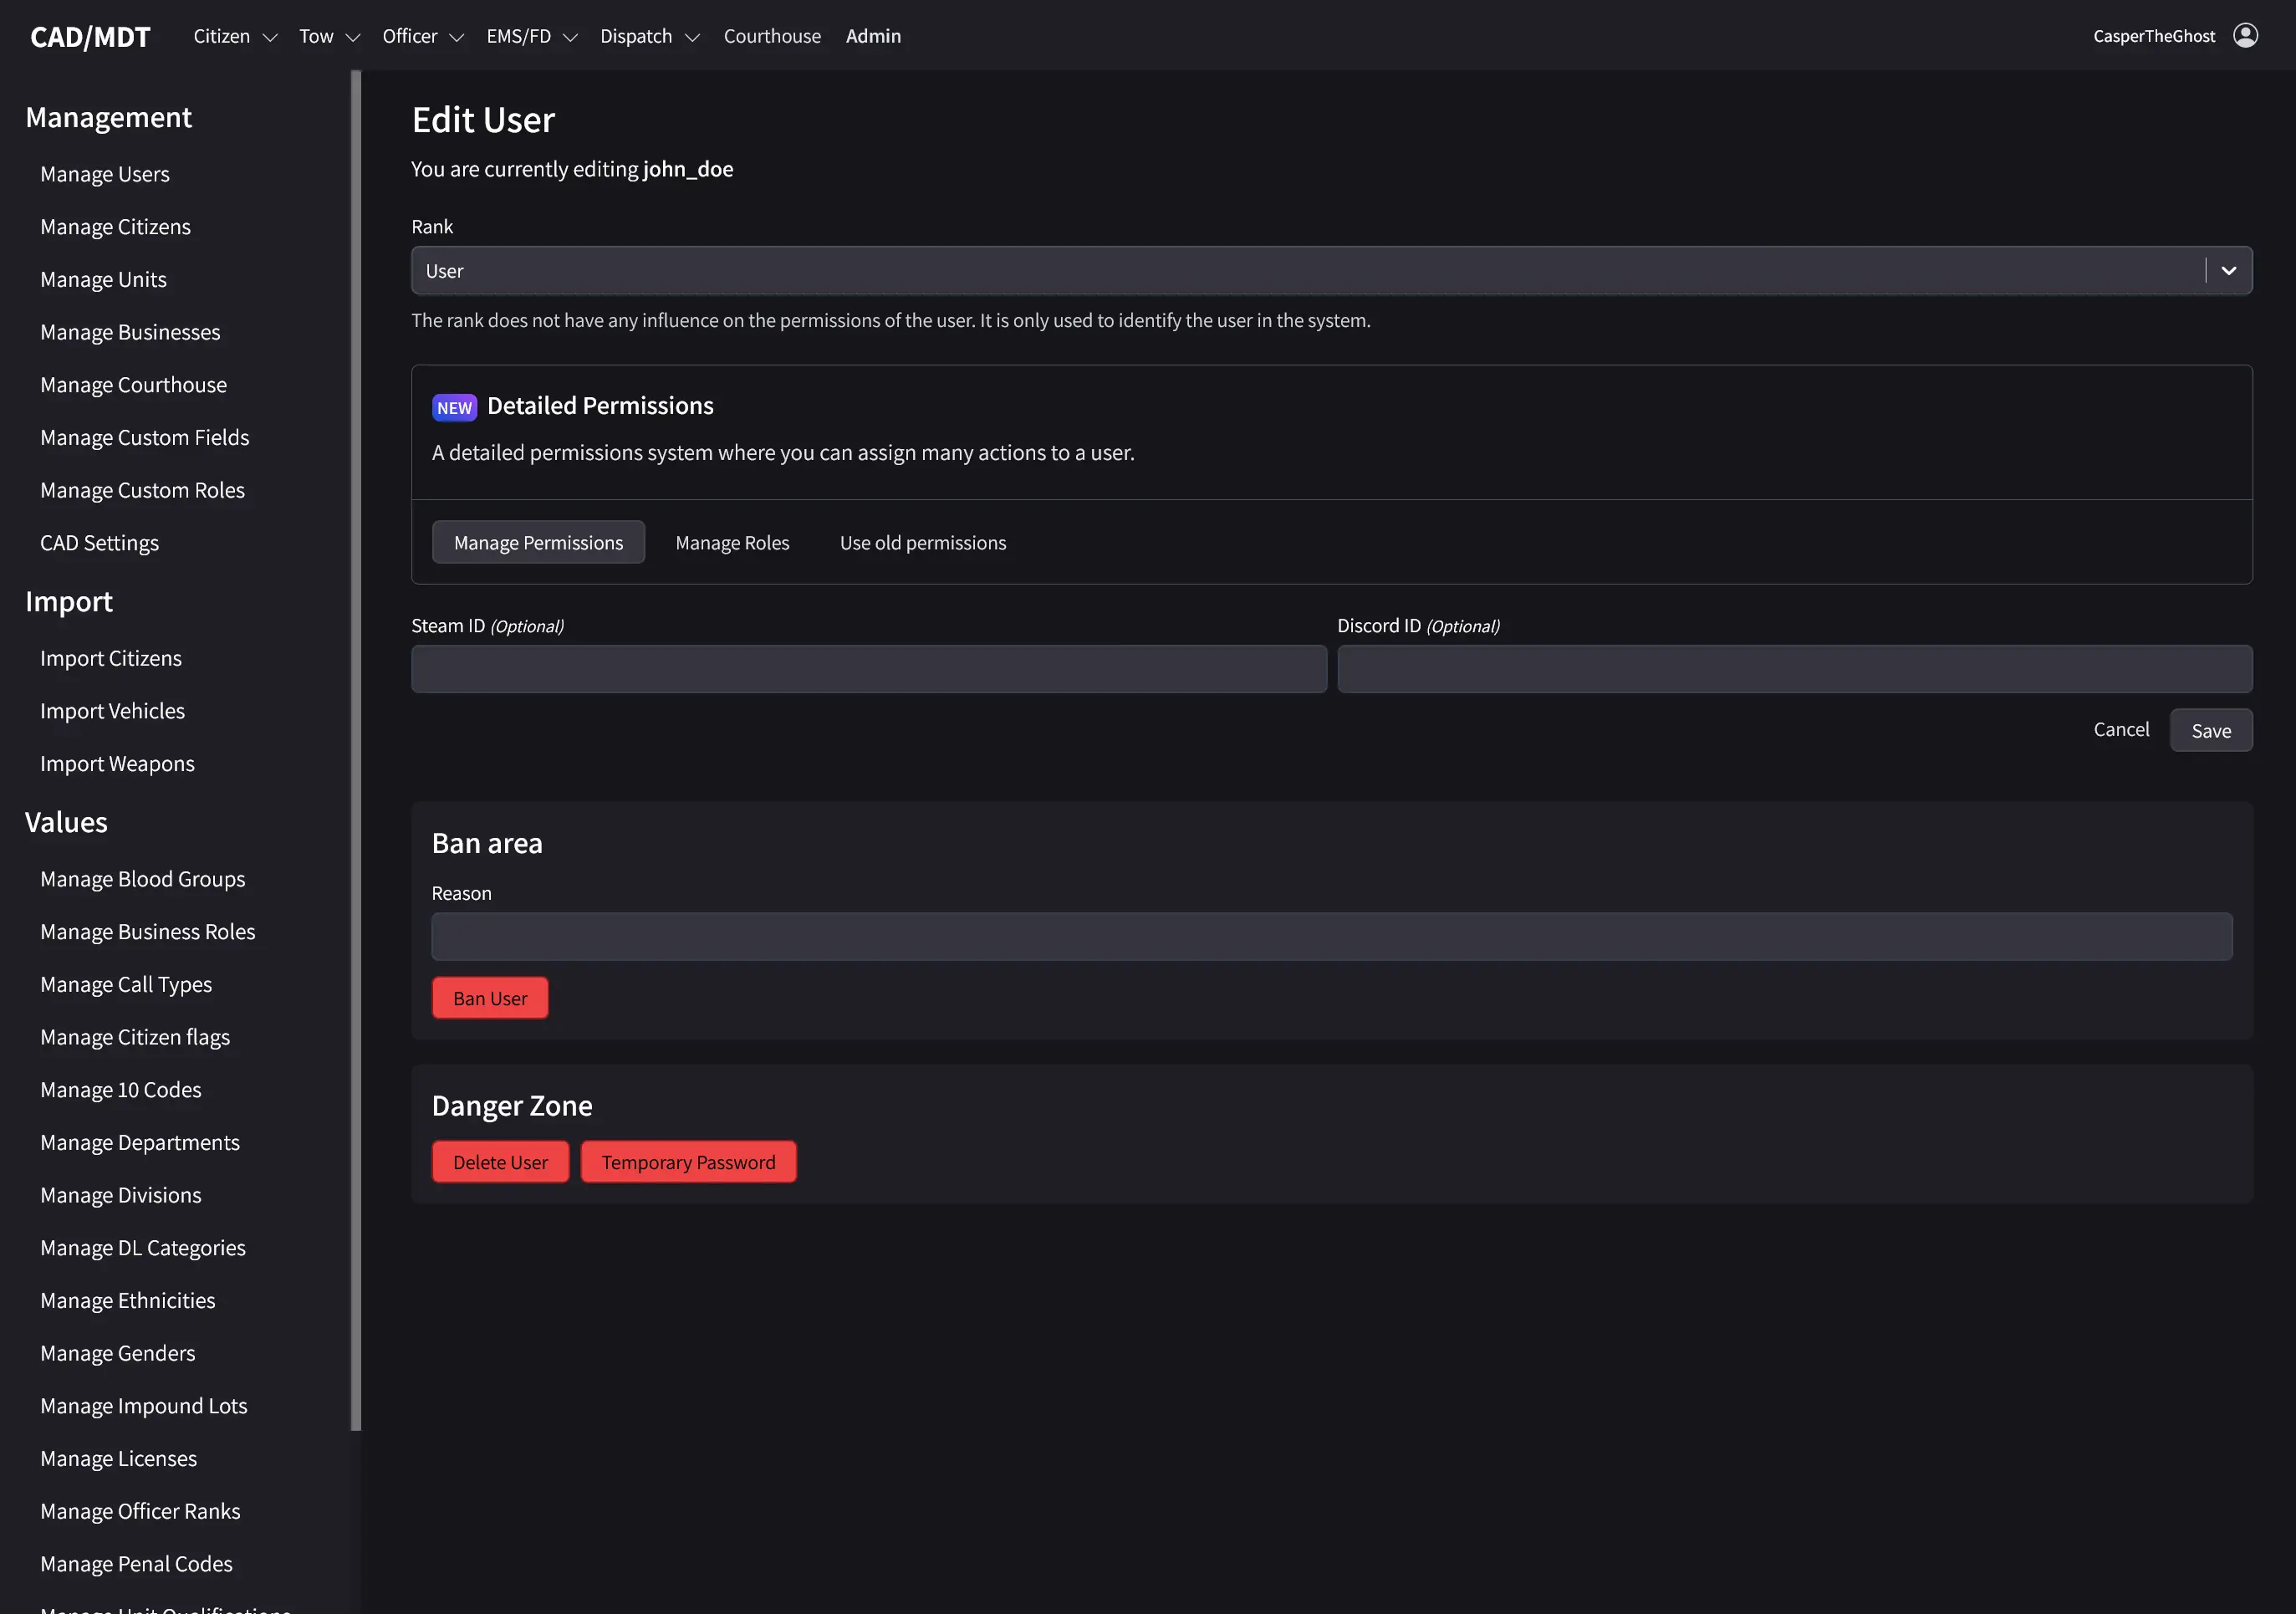 CAD/MDT
Citizen
Tow
Officer
EMS/FD
Dispatch
Courthouse
Admin
CasperTheGhost
Management
Manage Users
Manage Citizens
Manage Units
Manage Businesses
Manage Courthouse
Manage Custom Fields
Manage Custom Roles
CAD Settings
Import
Import Citizens
Import Vehicles
Import Weapons
Values
Manage Blood Groups
Manage Business Roles
Manage Call Types
Manage Citizen flags
Manage 10 Codes
Manage Departments
Manage Divisions
Manage DL Categories
Manage Ethnicities
Manage Genders
Manage Impound Lots
Manage Licenses
Manage Officer Ranks
Manage Penal Codes
Manage Unit Qualifications
Edit User
You are currently editing john_doe
Rank
User
The rank does not have any influence on the permissions of the user. It is only used to identify the user in the system.
NEW Detailed Permissions
A detailed permissions system where you can assign many actions to a user.
Manage Permissions
Manage Roles
Use old permissions
Steam ID (Optional)
Discord ID (Optional)
Cancel
Save
Ban area
Reason
Ban User
Danger Zone
Delete User
Temporary Password